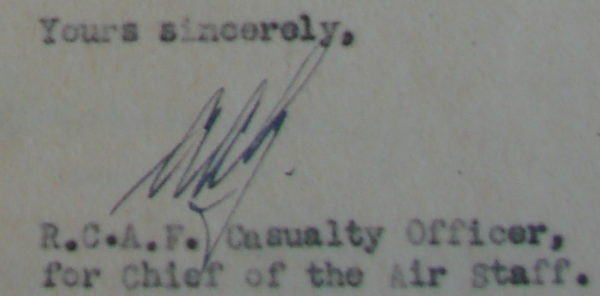 Yours sincerely,
R.C.A.F. Casualty Officer,
for Chief of the Air Staff.